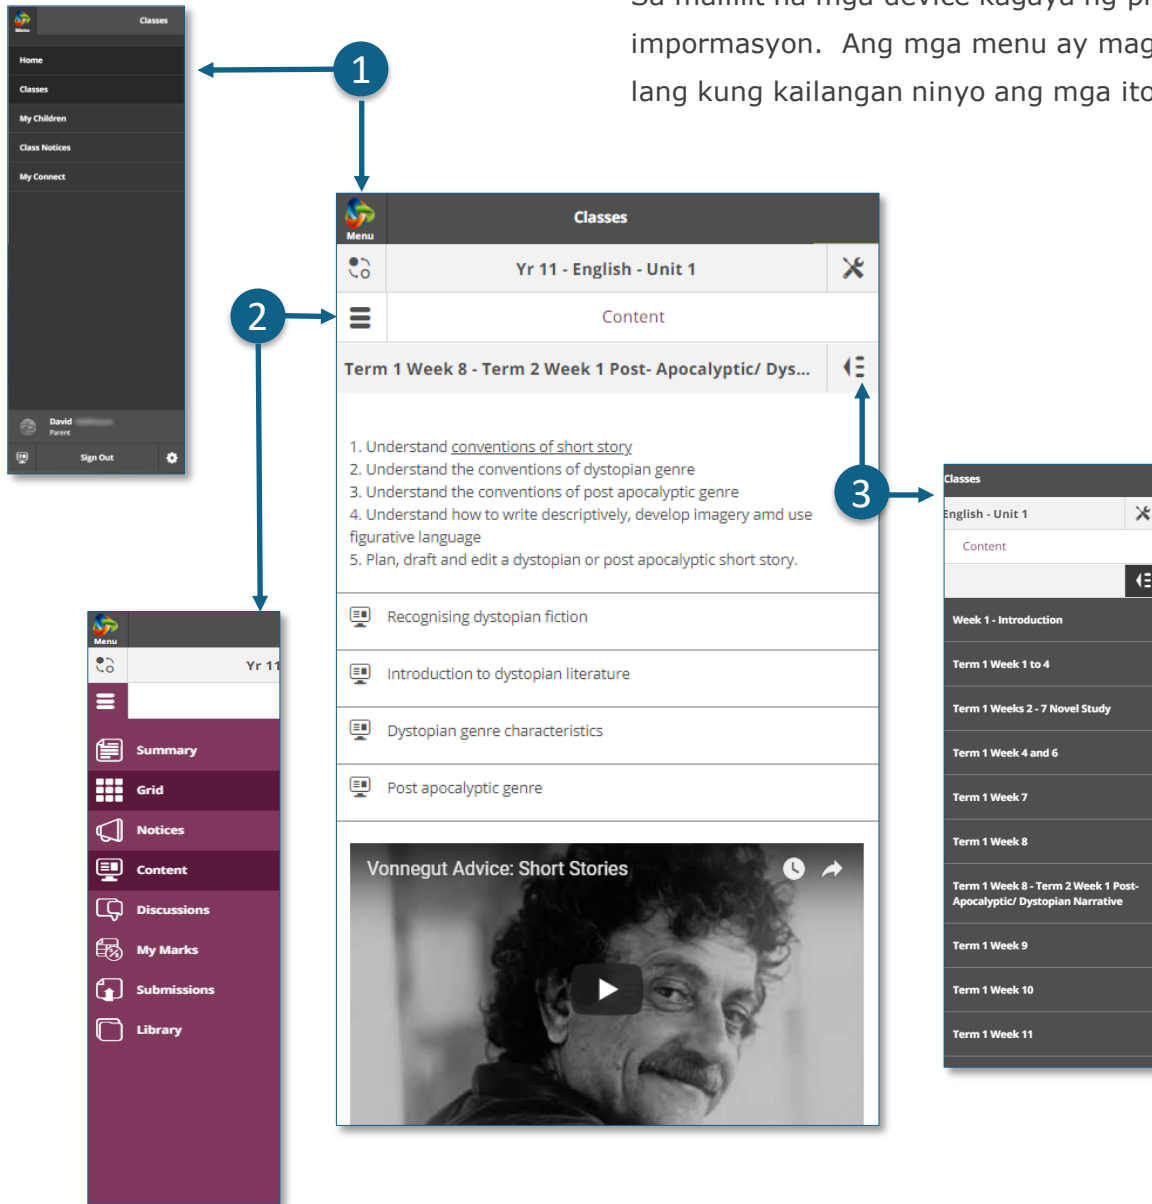 Sa maliliit na mga device kagaya ng
impormasyon. Ang mga menu ay
lang kung kailangan ninyo ang mga ito
1
Menu
Classes
Home
Classes
My Children
Class Notices
My Connect
David
Parent
Sign Out
Menu
Classes
Yr 11 - English - Unit 1
2
Content
Term 1 Week 8 - Term 2 Week 1 Post- Apocalyptic/ Dys...
1. Understand conventions of short story
2. Understand the conventions of dystopian genre
3. Understand the conventions of post apocalyptic genre
4. Understand how to write descriptively, develop imagery amd use
figurative language
5. Plan, draft and edit a dystopian or post apocalyptic short story.
Recognising dystopian fiction
Introduction to dystopian literature
Dystopian genre characteristics
Post apocalyptic genre
Vonnegut Advice: Short Stories
3
Classes
English - Unit 1
Content
Week 1 - Introduction
Term 1 Week 1 to 4
Term 1 Weeks 2 - 7 Novel Study
Term 1 Week 4 and 6
Term 1 Week 7
Term 1 Week 8
Term 1 Week 8 - Term 2 Week 1 Post-
Apocalyptic/ Dystopian Narrative
Term 1 Week 9
Term 1 Week 10
Term 1 Week 11
Menu
Yr 11
Summary
Grid
Notices
Content
Discussions
My Marks
Submissions
Library